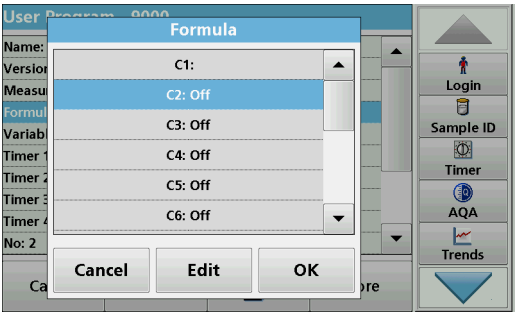 User Program 9000
Formula
Name:
C1:
Version
C2: Off
Measu
Formul
C3: Off
Variabl
C4: Off
Timer 1
Timer 2
C5: Off
Timer 3
C6: Off
Timer 4
No: 2
Cancel Edit OK
Ca ore
Login
Sample ID
Timer
AQA
Trends